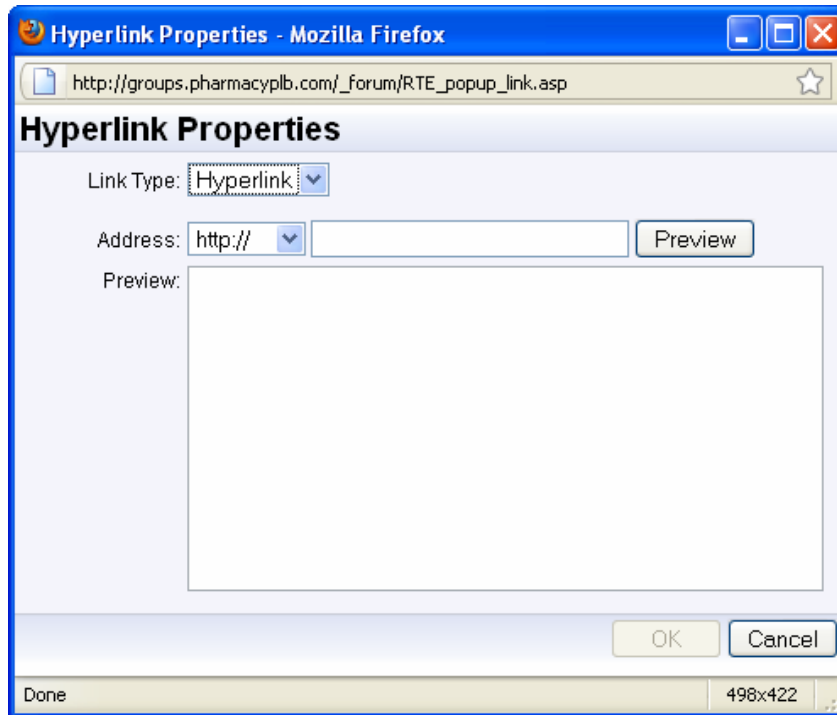 Hyperlink Properties - Mozilla Firefox
http://groups.pharmacyplb.com/_forum/RTE_popup_link.asp
Hyperlink Properties
Link Type: Hyperlink
Address: http:// Preview
Preview:
OK Cancel
Done 498x422